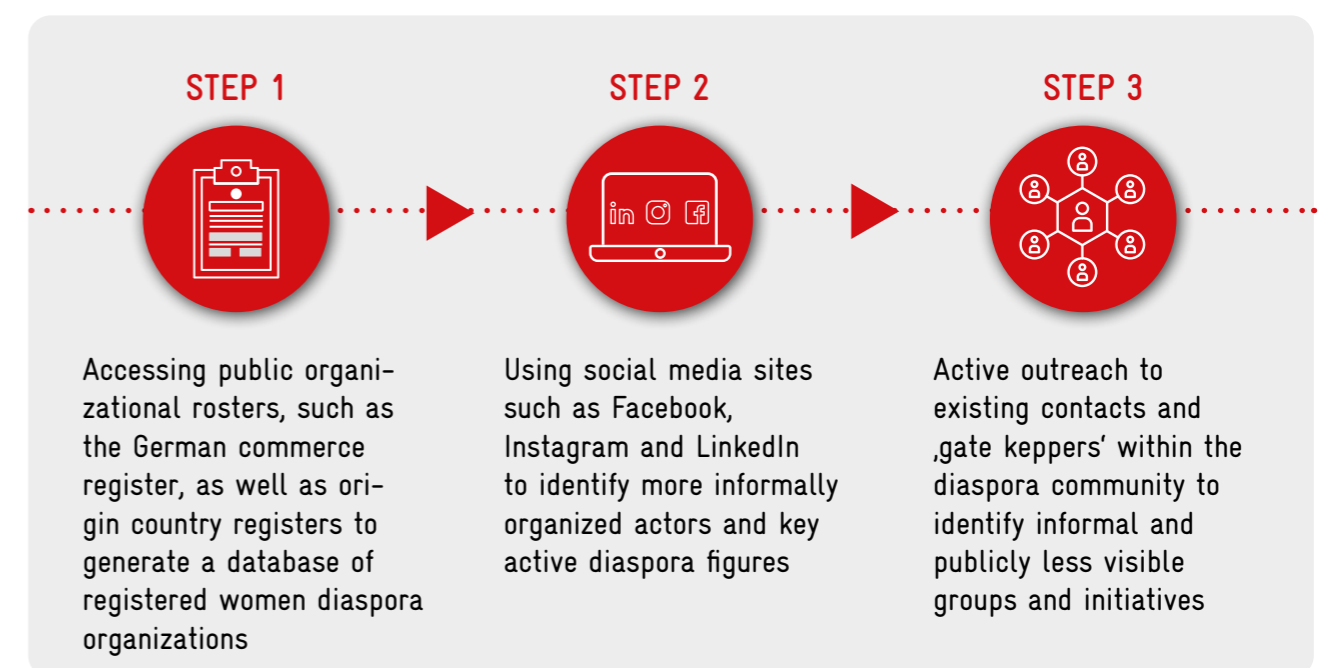 STEP 1
Accessing public organi-
zational rosters, such as
the German commerce
register, as well as ori-
gin country registers to
generate a database of
registered women diaspora
organizations
STEP 2
in
f
Using social media sites
such as Facebook,
Instagram and LinkedIn
to identify more informally
organized actors and key
active diaspora figures
STEP 3
Active outreach to
existing contacts and
‚gate keppers‘ within the
diaspora community to
identify informal and
publicly less visible
groups and initiatives